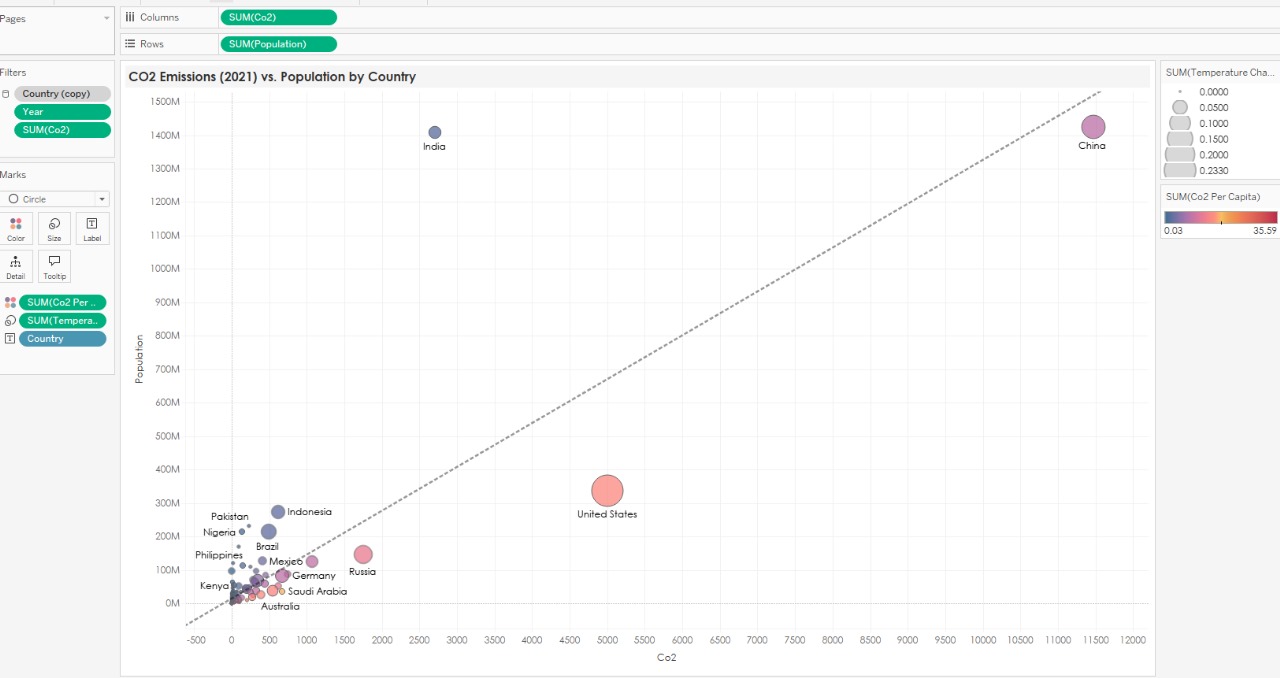 Pages
Columns
SUM(Co2)
Rows
SUM(Population)
Filters
Country (copy)
Year
SUM(Co2)
Marks
Circle
Color
Size
Label
Detail
Tooltip
SUM(Co2 Per ..
SUM(Tempera..
Country
CO2 Emissions (2021) vs. Population by Country
Population
1500M
1400M
1300M
1200M
1100M
1000M
900M
800M
700M
600M
500M
400M
300M
200M
100M
0M
India
China
United States
Pakistan
Indonesia
Nigeria
Brazil
Philippines
Mexico
Russia
Germany
Kenya
Saudi Arabia
Australia
-500 0 500 1000 1500 2000 2500 3000 3500 4000 4500 5000 5500 6000 6500 7000 7500 8000 8500 9000 9500 10000 10500 11000 11500 12000
Co2
SUM(Temperature Cha...
0.0000
0.0500
0.1000
0.1500
0.2000
0.2330
SUM(Co2 Per Capita)
0.03 35.59